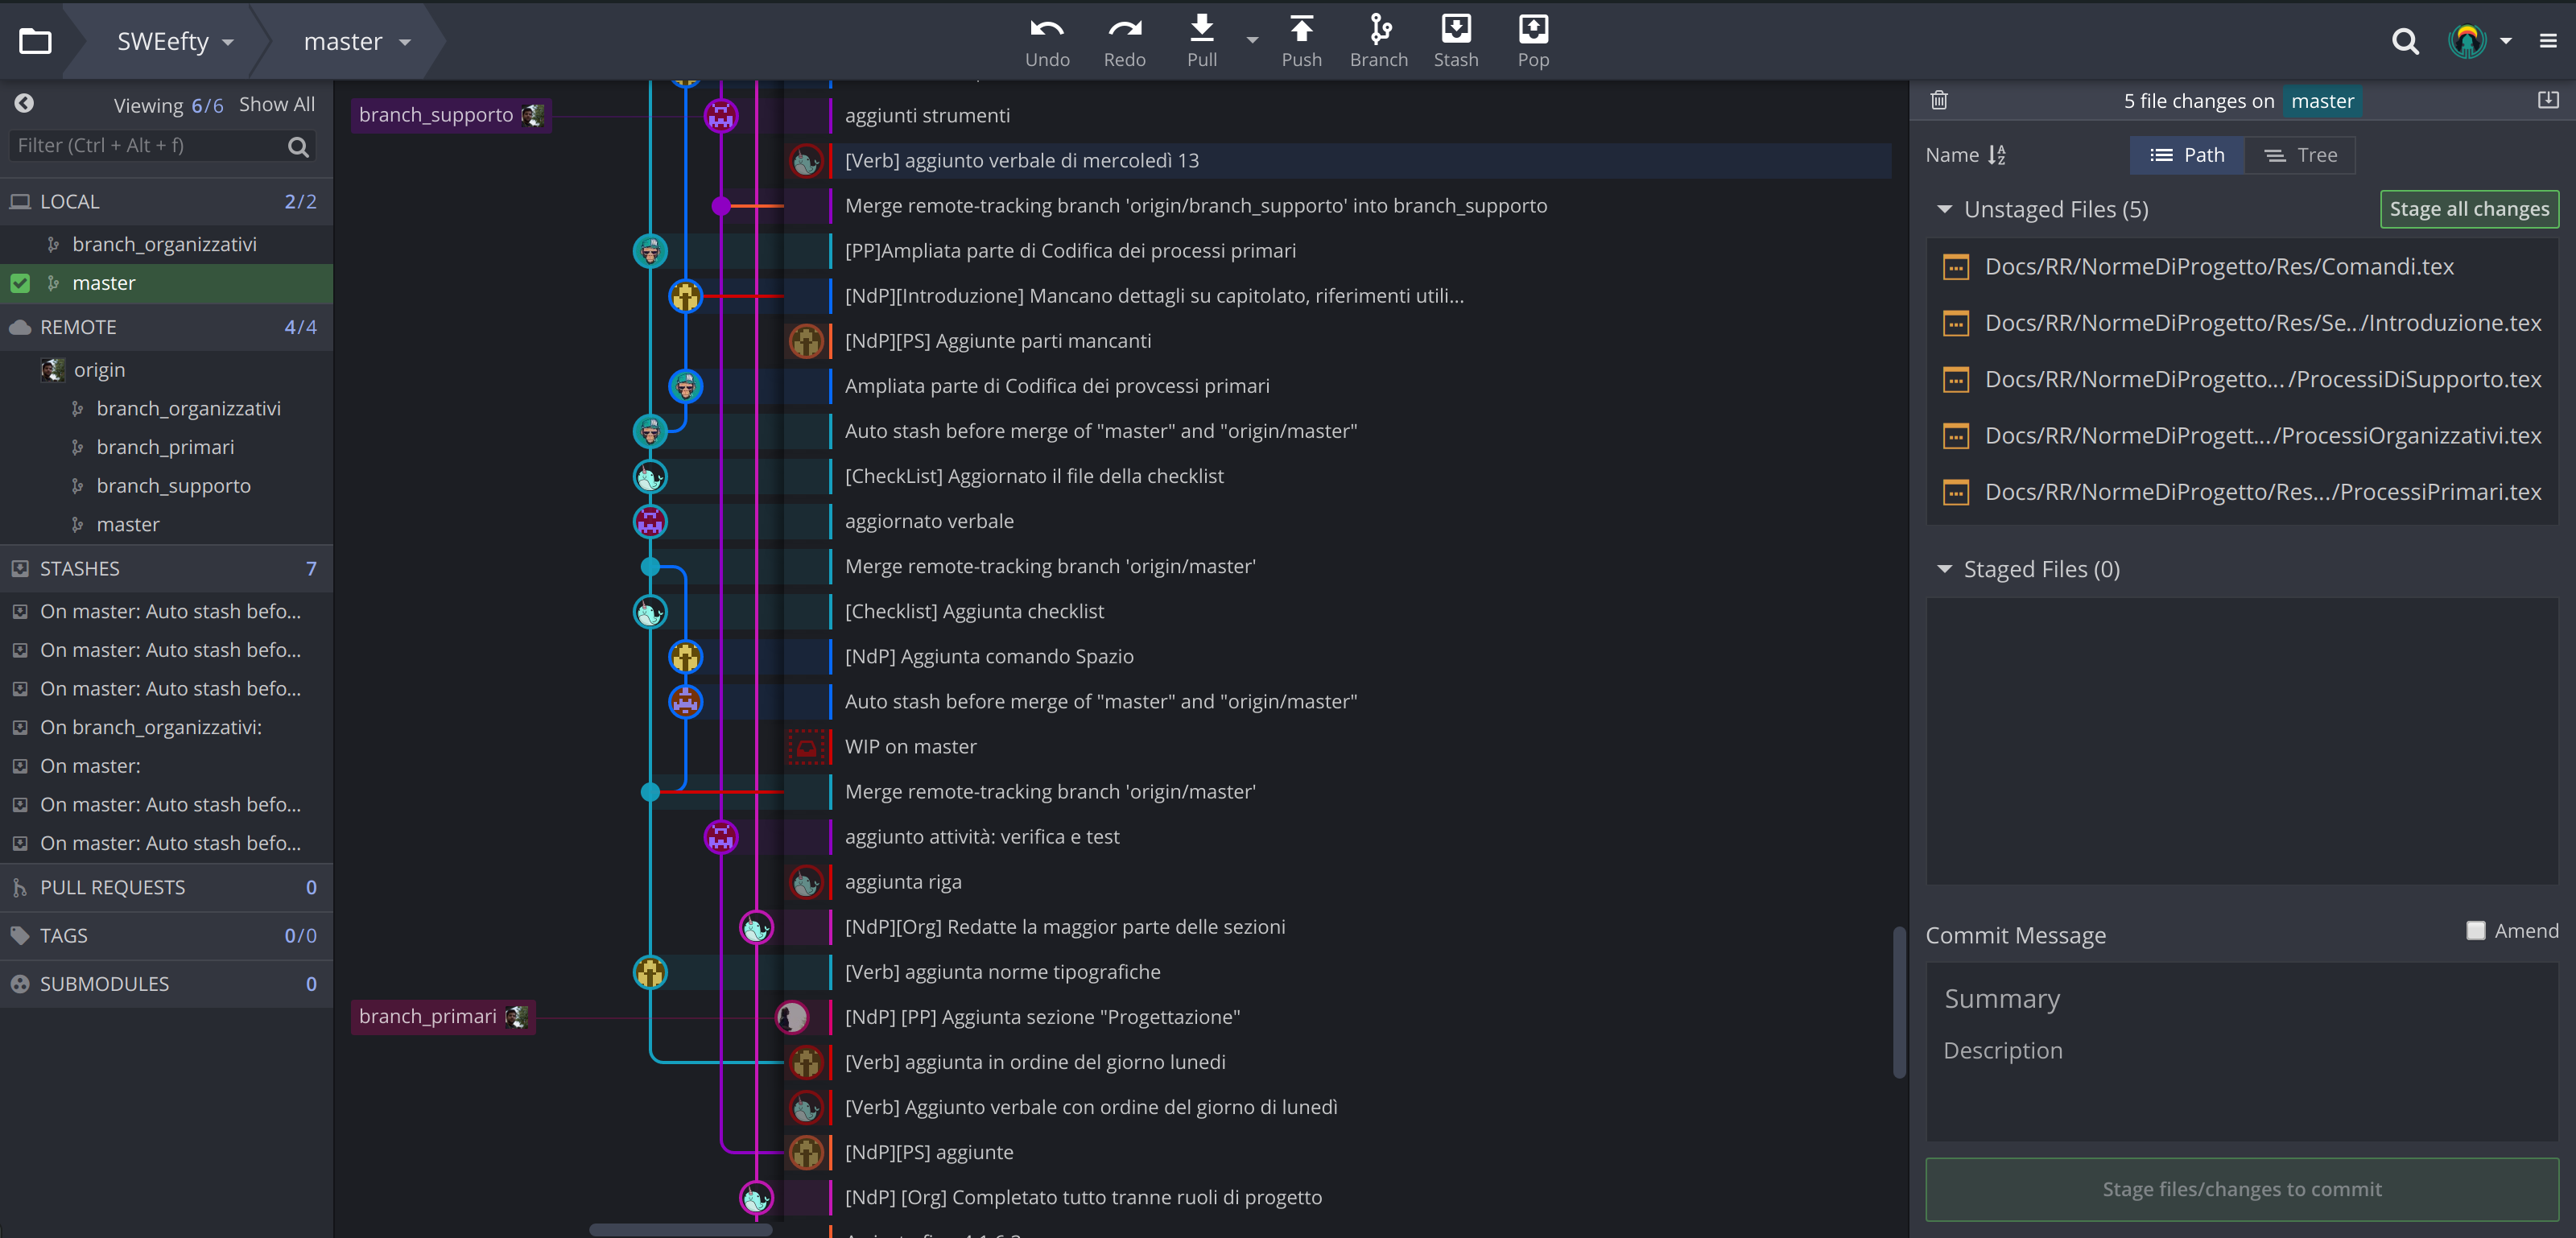 SWEefty
master
Undo
Redo
Pull
Push
Branch
Stash
Pop
Viewing 6/6 Show All
Filter (Ctrl + Alt + f)
LOCAL 2/2
branch_organizzativi
master
REMOTE 4/4
origin
branch_organizzativi
branch_primari
branch_supporto
master
STASHES 7
On master: Auto stash befo...
On master: Auto stash befo...
On master: Auto stash befo...
On branch_organizzativi:
On master:
On master: Auto stash befo...
On master: Auto stash befo...
PULL REQUESTS 0
TAGS 0/0
SUBMODULES 0
branch_supporto
aggiunti strumenti
[Verb] aggiunto verbale di mercoledì 13
Merge remote-tracking branch 'origin/branch_supporto' into branch_supporto
[PP]Ampliata parte di Codifica dei processi primari
[NdP][Introduzione] Mancano dettagli su capitolato, riferimenti utili...
[NdP][PS] Aggiunte parti mancanti
Ampliata parte di Codifica dei provcessi primari
Auto stash before merge of "master" and "origin/master"
[CheckList] Aggiornato il file della checklist
aggiornato verbale
Merge remote-tracking branch 'origin/master'
[Checklist] Aggiunta checklist
[NdP] Aggiunta comando Spazio
Auto stash before merge of "master" and "origin/master"
WIP on master
Merge remote-tracking branch 'origin/master'
aggiunto attività: verifica e test
aggiunta riga
[NdP][Org] Redatte la maggior parte delle sezioni
[Verb] aggiunta norme tipografiche
branch_primari
[NdP] [PP] Aggiunta sezione "Progettazione"
[Verb] aggiunta in ordine del giorno lunedi
[Verb] Aggiunto verbale con ordine del giorno di lunedì
[NdP][PS] aggiunte
[NdP] [Org] Completato tutto tranne ruoli di progetto
5 file changes on master
Name
Path
Tree
Unstaged Files (5)
Stage all changes
Docs/RR/NormeDiProgetto/Res/Comandi.tex
Docs/RR/NormeDiProgetto/Res/Se.../Introduzione.tex
Docs/RR/NormeDiProgetto.../ProcessiDiSupporto.tex
Docs/RR/NormeDiProgett.../ProcessiOrganizzativi.tex
Docs/RR/NormeDiProgetto/Res.../ProcessiPrimari.tex
Staged Files (0)
Commit Message
Amend
Summary
Description
Stage files/changes to commit